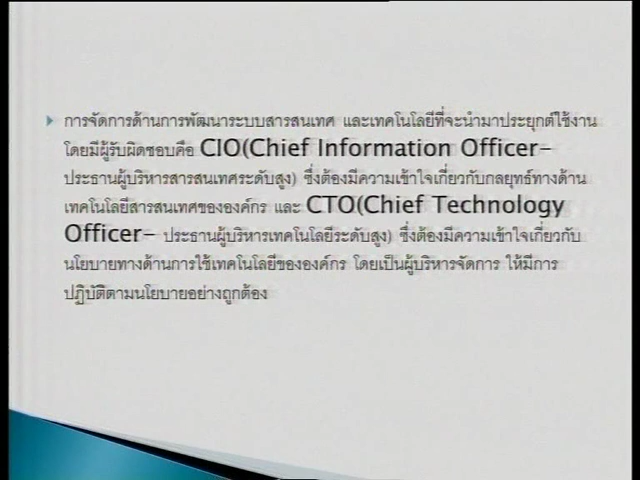 การจัดการด้านการพัฒนาระบบสารสนเทศ และเทคโนโลยีที่จะนำมาประยุกต์ใช้งาน
โดยมีผู้รับผิดชอบคือ CIO(Chief Information Officer–
ประธานผู้บริหารสารสนเทศระดับสูง) ซึ่งต้องมีความเข้าใจเกี่ยวกับกลยุทธ์ทางด้าน
เทคโนโลยีสารสนเทศขององค์กร และ CTO(Chief Technology
Officer– ประธานผู้บริหารเทคโนโลยีระดับสูง) ซึ่งต้องมีความเข้าใจเกี่ยวกับ
นโยบายทางด้านการใช้เทคโนโลยีขององค์กร โดยเป็นผู้บริหารจัดการ ให้มีการ
ปฏิบัติตามนโยบายอย่างถูกต้อง